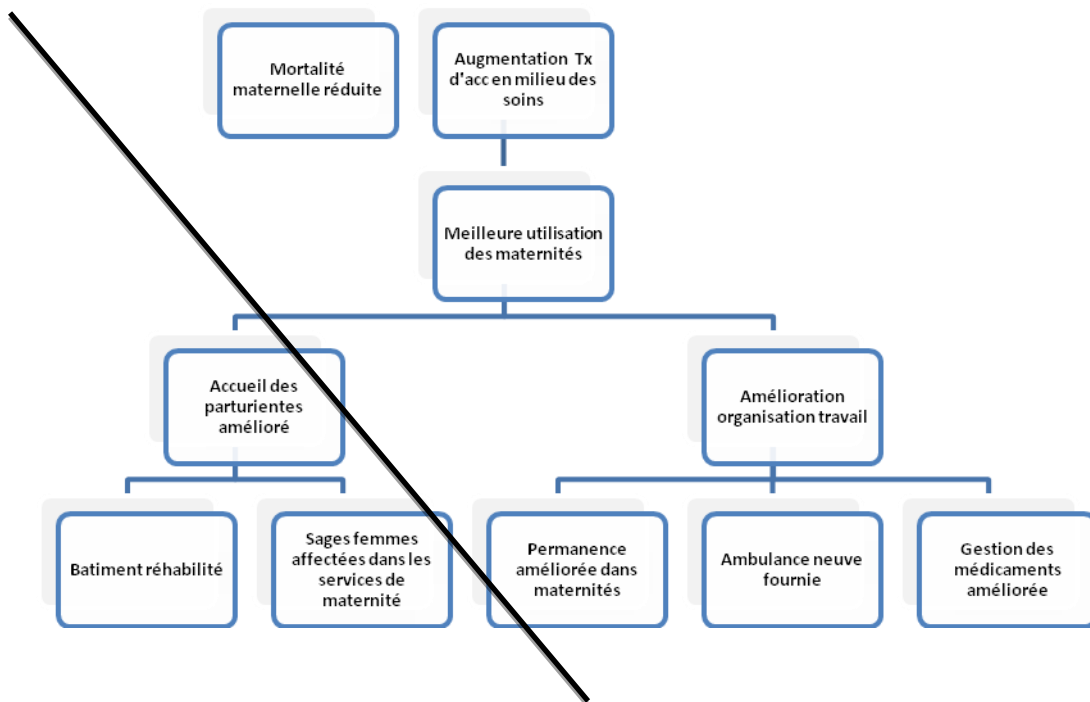 Mortalité
maternelle réduite
Augmentation Tx
d'acc en milieu des
soins
Meilleure utilisation
des maternités
Accueil des
parturientes
amélioré
Amélioration
organisation travail
Batiment réhabilité
Sages femmes
affectées dans les
services de
maternité
Permanence
améliorée dans
maternités
Ambulance neuve
fournie
Gestion des
médicaments
améliorée